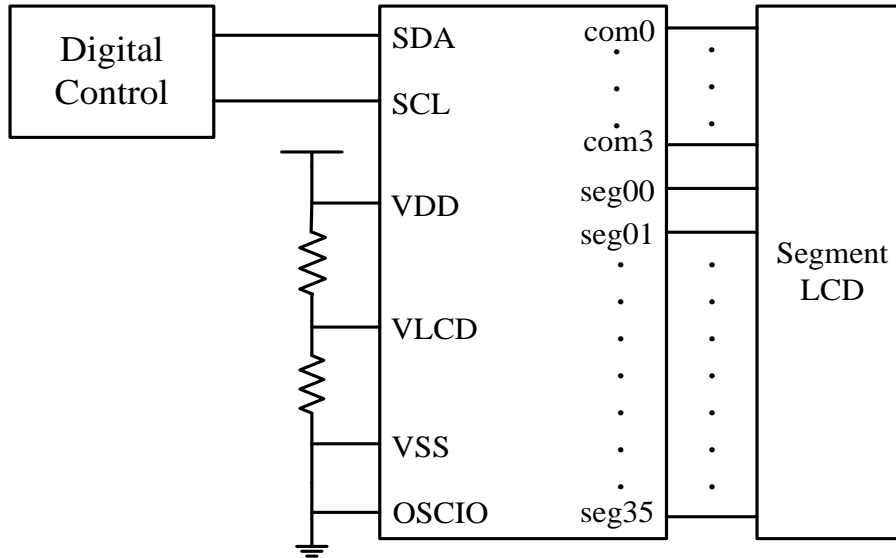 Digital
Control
SDA
SCL
VDD
VLCD
VSS
OSCIO
com0
com3
seg00
seg01
seg35
Segment
LCD